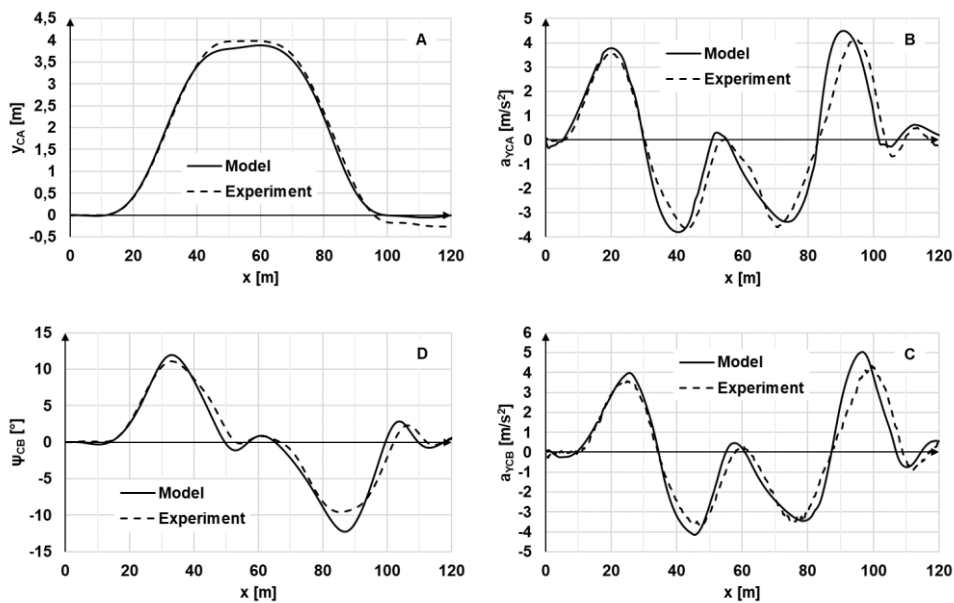 4,5
4
3,5
3
2,5
2
1,5
1
0,5
0
-0,5
y_CA [m]
A
Model
Experiment
0 20 40 60 80 100 120
x [m]
5
4
3
2
1
0
-1
-2
-3
-4
a_YCA [m/s²]
B
Model
Experiment
0 20 40 60 80 100 120
x [m]
15
10
5
0
-5
-10
-15
Ψ_CB [°]
D
Model
Experiment
0 20 40 60 80 100 120
x [m]
6
5
4
3
2
1
0
-1
-2
-3
-4
-5
a_YCB [m/s²]
C
Model
Experiment
0 20 40 60 80 100 120
x [m]